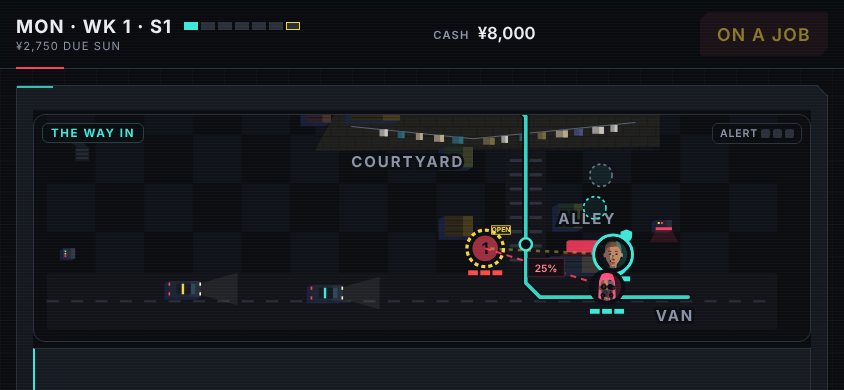 MON · WK 1 · S1
¥2,750 DUE SUN
CASH ¥8,000
ON A JOB
THE WAY IN
ALERT
COURTYARD
ALLEY
OPEN
25%
VAN